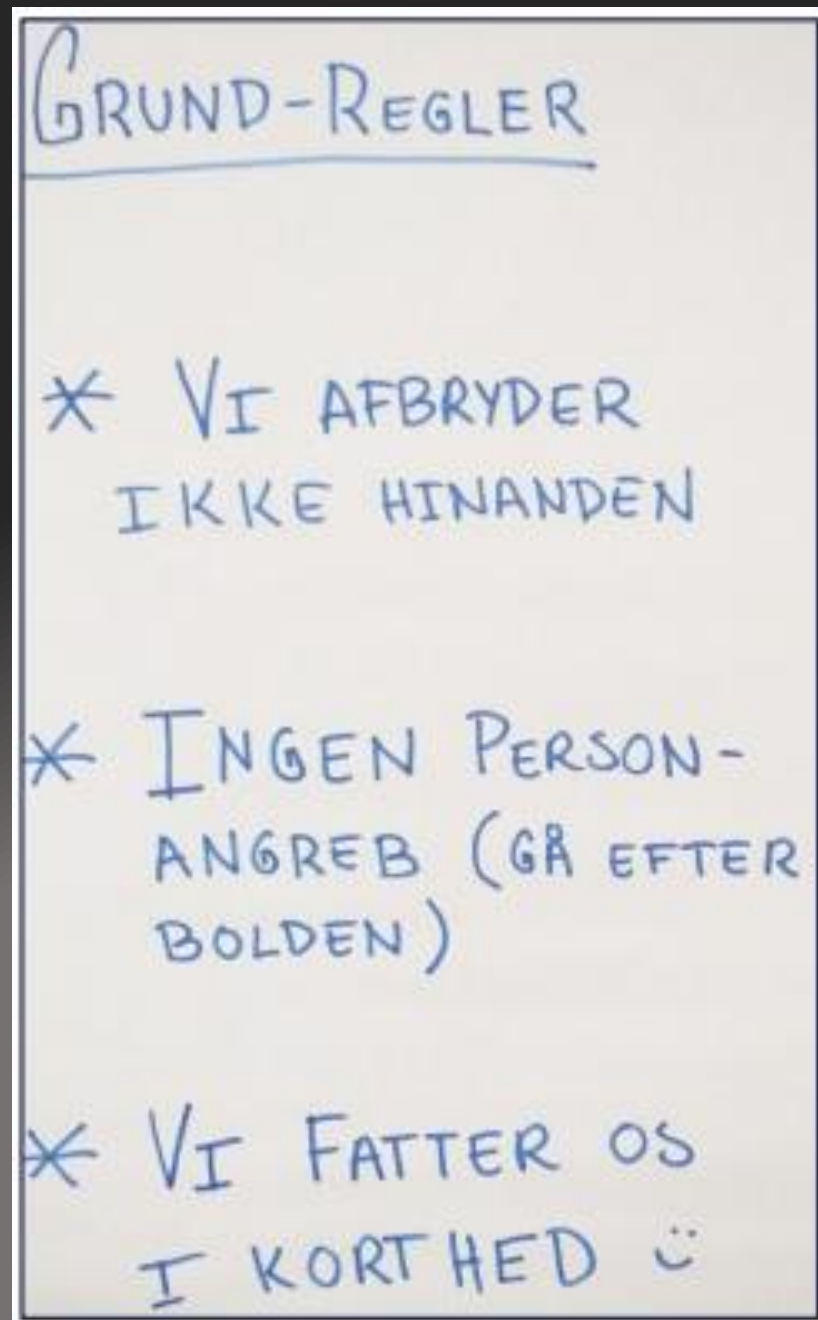 GRUND-REGLER
* VI AFBRYDER
IKKE HINANDEN
* INGEN PERSON-
ANGREB (GÅ EFTER
BOLDEN)
* VI FATTER OS
I KORTHED :)